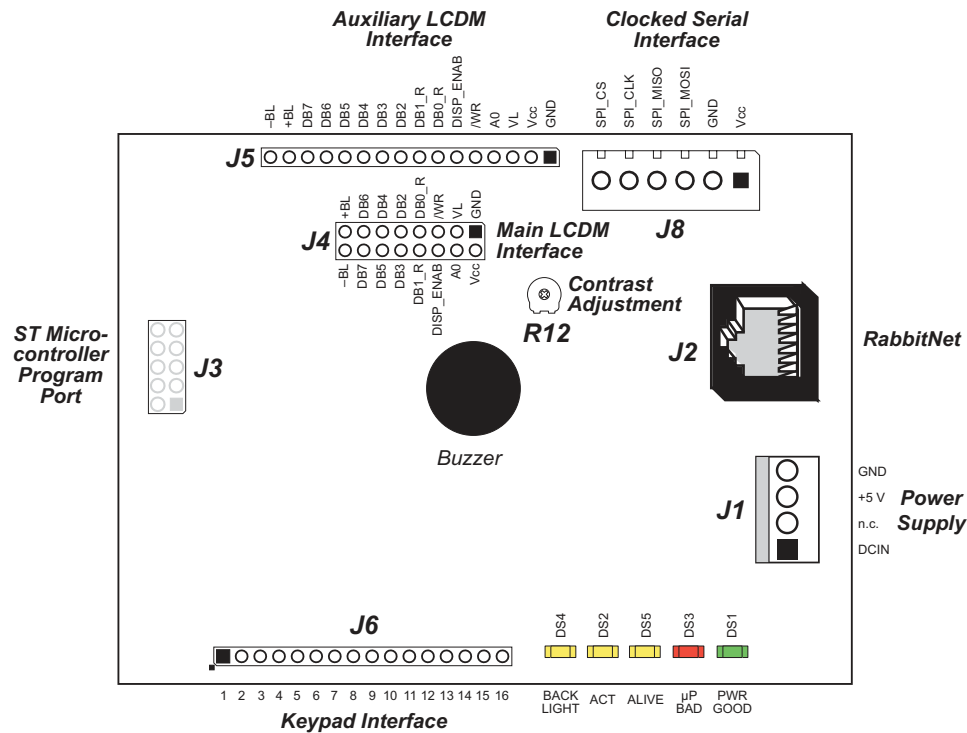 Auxiliary LCDM
Interface
Clocked Serial
Interface
–BL
+BL
DB7
DB6
DB5
DB4
DB3
DB2
DB1_R
DB0_R
DISP_ENAB
/WR
A0
VL
Vcc
GND
SPI_CS
SPI_CLK
SPI_MISO
SPI_MOSI
GND
Vcc
J5
J8
+BL
DB6
DB4
DB2
DB0_R
/WR
VL
GND
J4
Main LCDM
Interface
–BL
DB7
DB5
DB3
DB1_R
DISP_ENAB
A0
Vcc
Contrast
Adjustment
R12
ST Micro-
controller
Program
Port
J3
J2
RabbitNet
Buzzer
J1
GND
+5 V
n.c.
DCIN
Power
Supply
J6
DS4
DS2
DS5
DS3
DS1
1 2 3 4 5 6 7 8 9 10 11 12 13 14 15 16
Keypad Interface
BACK
LIGHT
ACT
ALIVE
µP
BAD
PWR
GOOD